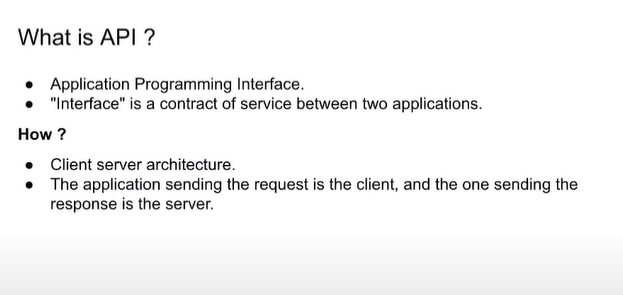 What is API ?
● Application Programming Interface.
● "Interface" is a contract of service between two applications.
How ?
● Client server architecture.
● The application sending the request is the client, and the one sending the
response is the server.